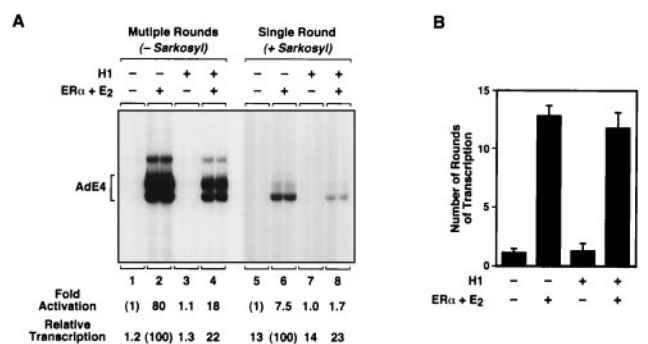 A
Mutiple Rounds
(– Sarkosyl)
Single Round
(+ Sarkosyl)
H1 – – + + – – + +
ERα + E2 – + – + – + – +
AdE4
1 2 3 4 5 6 7 8
Fold
Activation (1) 80 1.1 18 (1) 7.5 1.0 1.7
Relative
Transcription 1.2 (100) 1.3 22 13 (100) 14 23
B
Number of Rounds
of Transcription
15
10
5
0
H1 – – + +
ERα + E2 – + – +